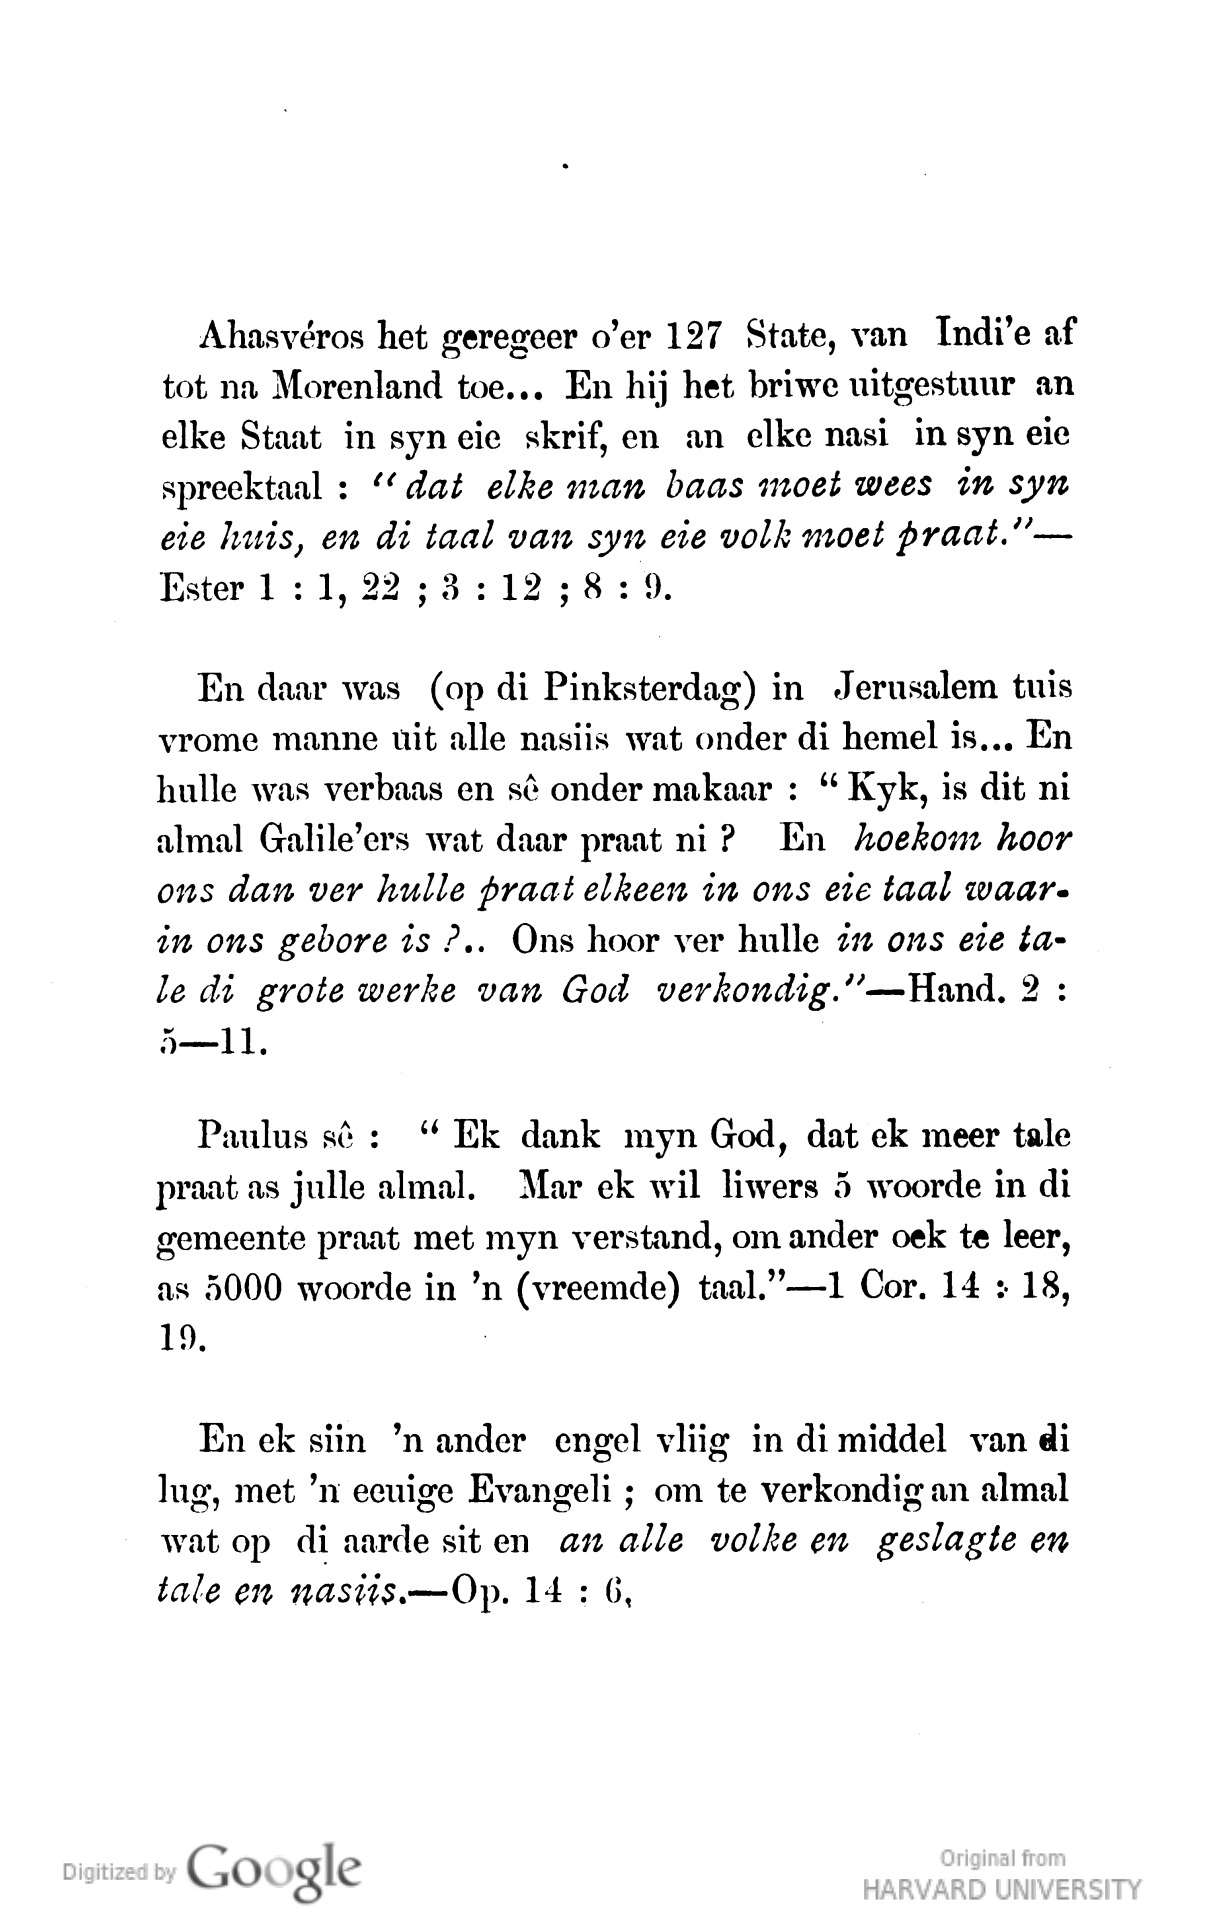 Ahasvéros het geregeer o’er 127 State, van Indi’e af
tot na Morenland toe... En hij het briwe uitgestuur an
elke Staat in syn eie skrif, en an elke nasi in syn eie
spreektaal : “ dat elke man baas moet wees in syn
eie huis, en di taal van syn eie volk moet praat.”—
Ester 1 : 1, 22 ; 3 : 12 ; 8 : 9.
En daar was (op di Pinksterdag) in Jerusalem tuis
vrome manne uit alle nasiis wat onder di hemel is... En
hulle was verbaas en sê onder makaar : “ Kyk, is dit ni
almal Galile’ers wat daar praat ni ? En hoekom hoor
ons dan ver hulle praat elkeen in ons eie taal waar-
in ons gebore is ?.. Ons hoor ver hulle in ons eie ta-
le di grote werke van God verkondig.”—Hand. 2 :
5—11.
Paulus sê : “ Ek dank myn God, dat ek meer tale
praat as julle almal. Mar ek wil liwers 5 woorde in di
gemeente praat met myn verstand, om ander oek te leer,
as 5000 woorde in ’n (vreemde) taal.”—1 Cor. 14 : 18,
19.
En ek siin ’n ander engel vliig in di middel van di
lug, met ’n eeuige Evangeli ; om te verkondig an almal
wat op di aarde sit en an alle volke en geslagte en
tale en nasiis.—Op. 14 : 6,
Digitized by Google
Original from
HARVARD UNIVERSITY